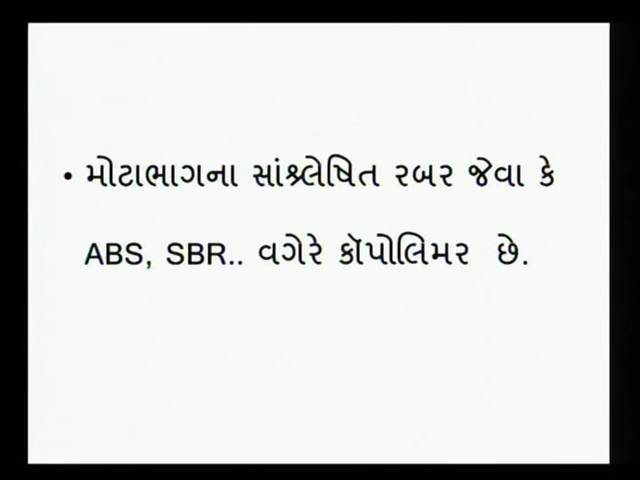 • મોટાભાગના સાંશ્લેષિત રબર જેવા કે
ABS, SBR.. વગેરે કૉપોલિમર છે.